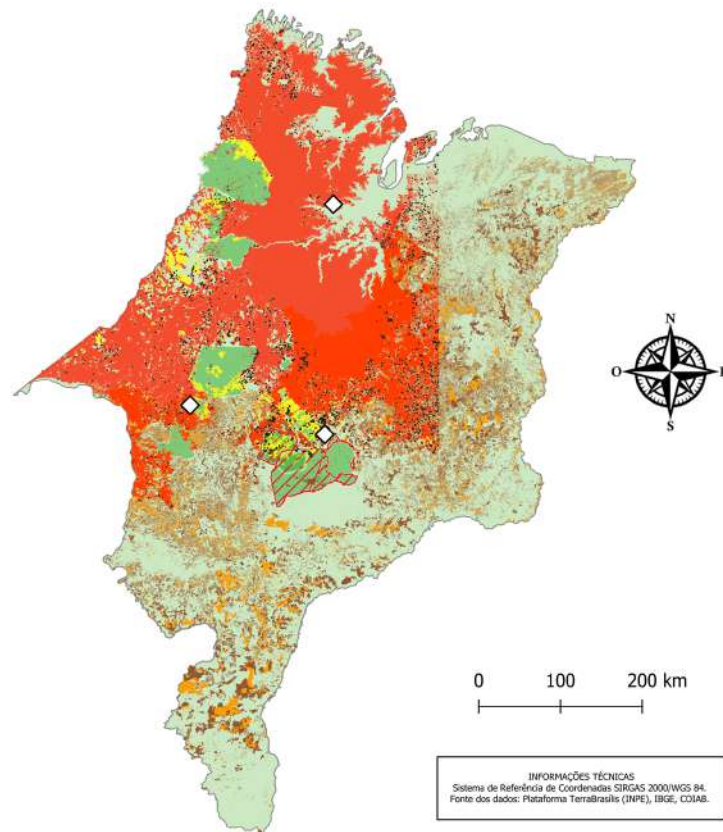 N
O
E
S
0 100 200 km
INFORMAÇÕES TÉCNICAS
Sistema de Referência de Coordenadas SIRGAS 2000/WGS 84.
Fonte dos dados: Plataforma TerraBrasilis (INPE), IBGE, COIAB.